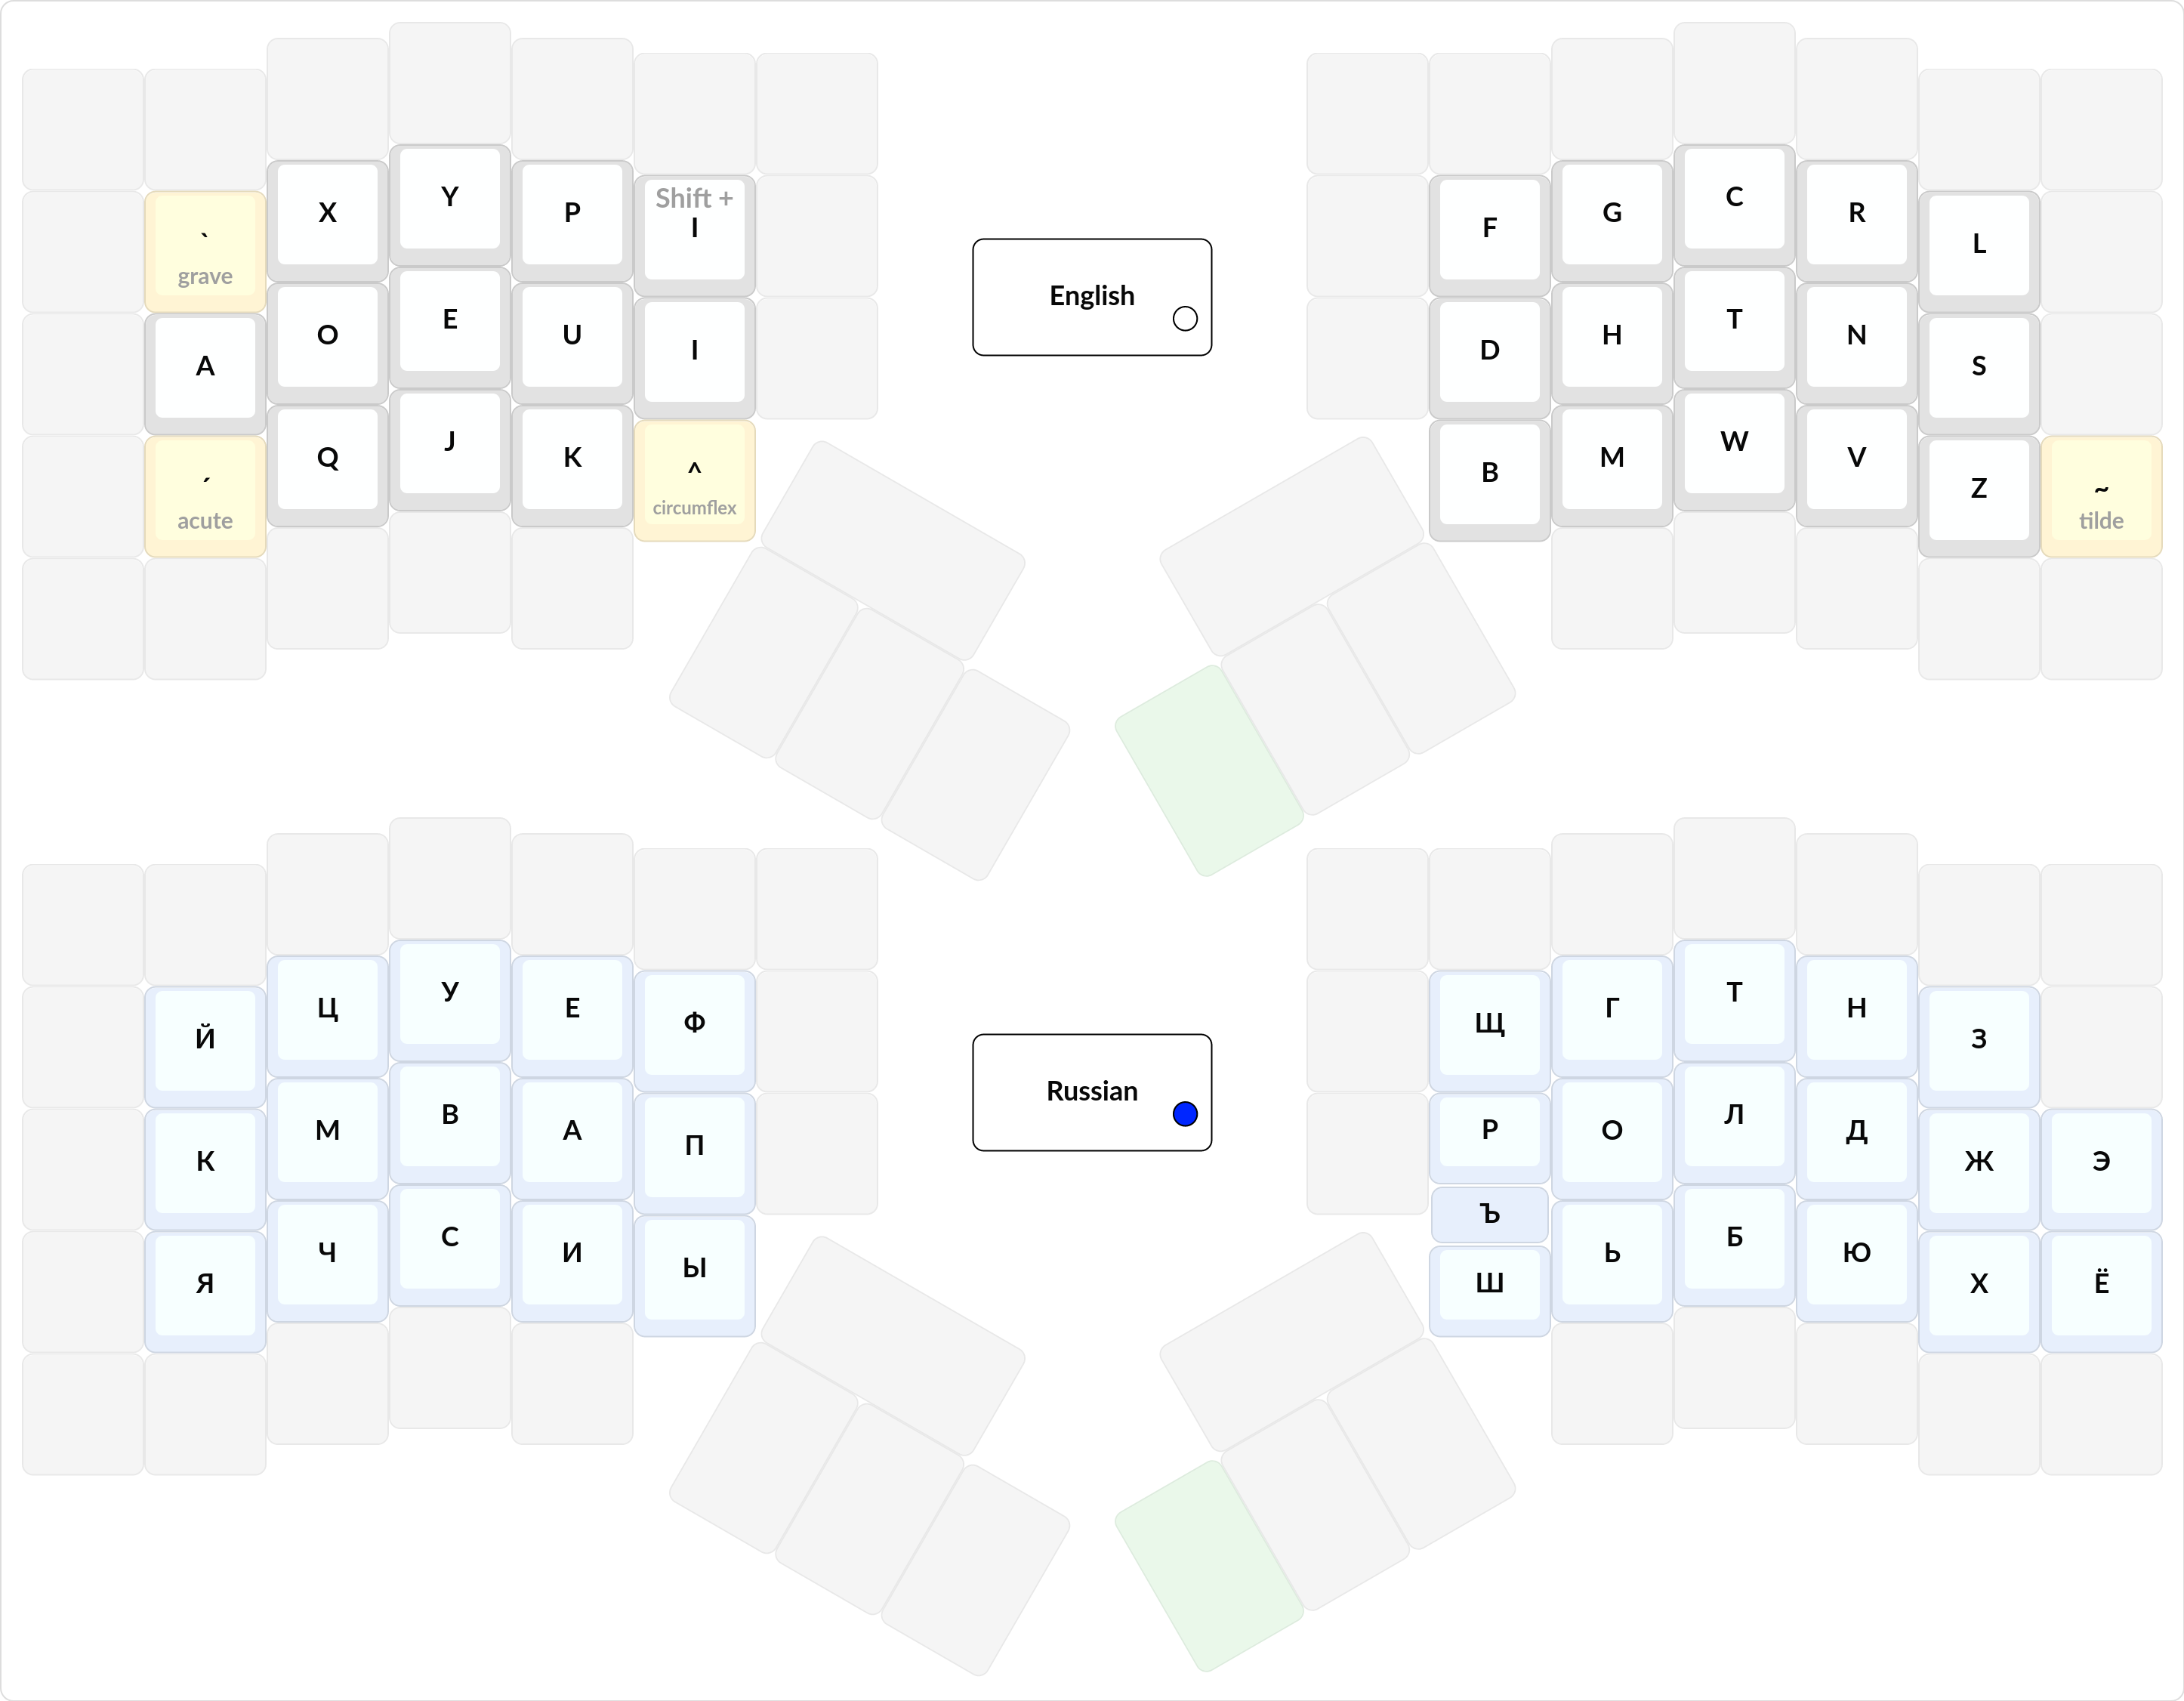 ` grave
X
Y
P
Shift +
I
F
G
C
R
L
English
A
O
E
U
I
D
H
T
N
S
´ acute
Q
J
K
^ circumflex
B
M
W
V
Z
~ tilde
Й
Ц
У
Е
Ф
Щ
Г
Т
Н
З
Russian
К
М
В
А
П
Р
О
Л
Д
Ж
Э
Ъ
Я
Ч
С
И
Ы
Ш
Ь
Б
Ю
Х
Ё